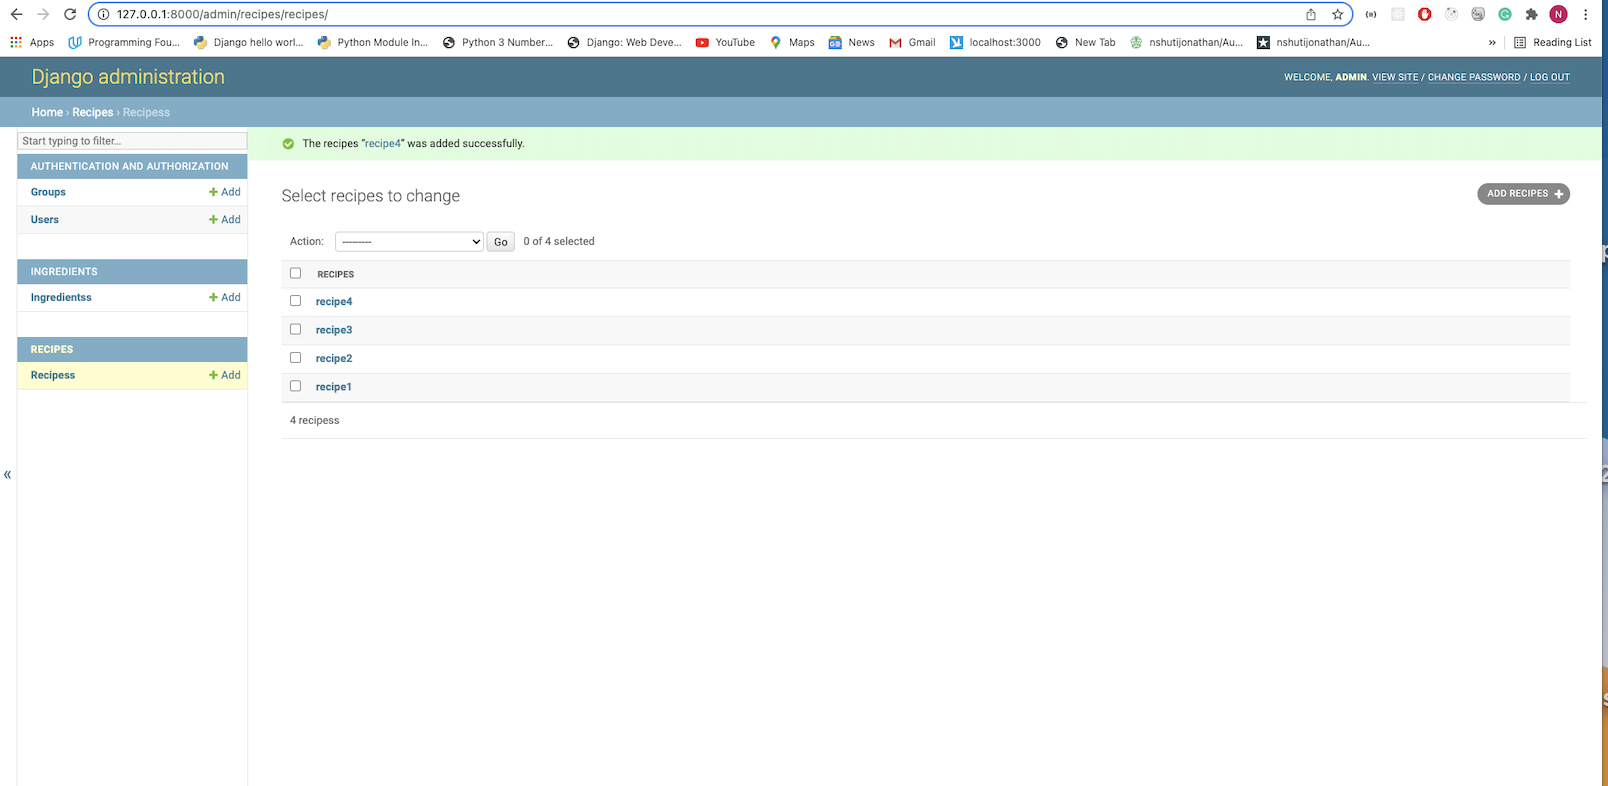 127.0.0.1:8000/admin/recipes/recipes/
Apps Programming Fou... Django hello worl... Python Module In... Python 3 Number... Django: Web Deve... YouTube Maps News Gmail localhost:3000 New Tab nshutijonathan/Au... nshutijonathan/Au... » Reading List
Django administration
WELCOME, ADMIN. VIEW SITE / CHANGE PASSWORD / LOG OUT
Home › Recipes › Recipess
Start typing to filter...
The recipes “recipe4” was added successfully.
AUTHENTICATION AND AUTHORIZATION
Groups + Add
Users + Add
INGREDIENTS
Ingredientss + Add
RECIPES
Recipess + Add
«
Select recipes to change
ADD RECIPES +
Action: --------- Go 0 of 4 selected
RECIPES
recipe4
recipe3
recipe2
recipe1
4 recipess